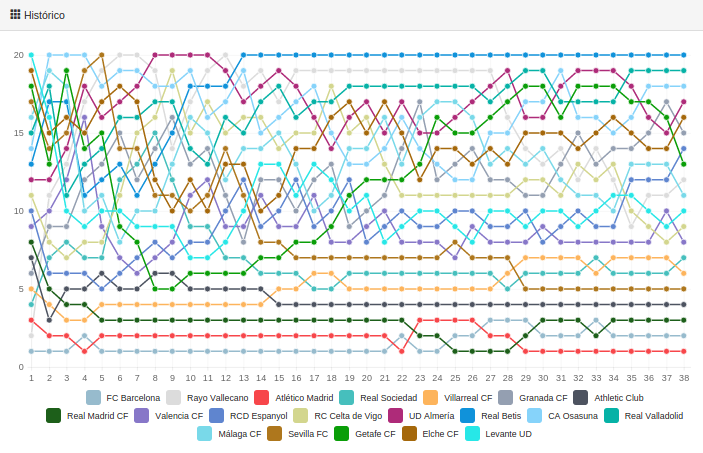 Histórico
20
15
10
5
0
1 2 3 4 5 6 7 8 9 10 11 12 13 14 15 16 17 18 19 20 21 22 23 24 25 26 27 28 29 30 31 32 33 34 35 36 37 38
FC Barcelona Rayo Vallecano Atlético Madrid Real Sociedad Villarreal CF Granada CF Athletic Club
Real Madrid CF Valencia CF RCD Espanyol RC Celta de Vigo UD Almería Real Betis CA Osasuna Real Valladolid
Málaga CF Sevilla FC Getafe CF Elche CF Levante UD